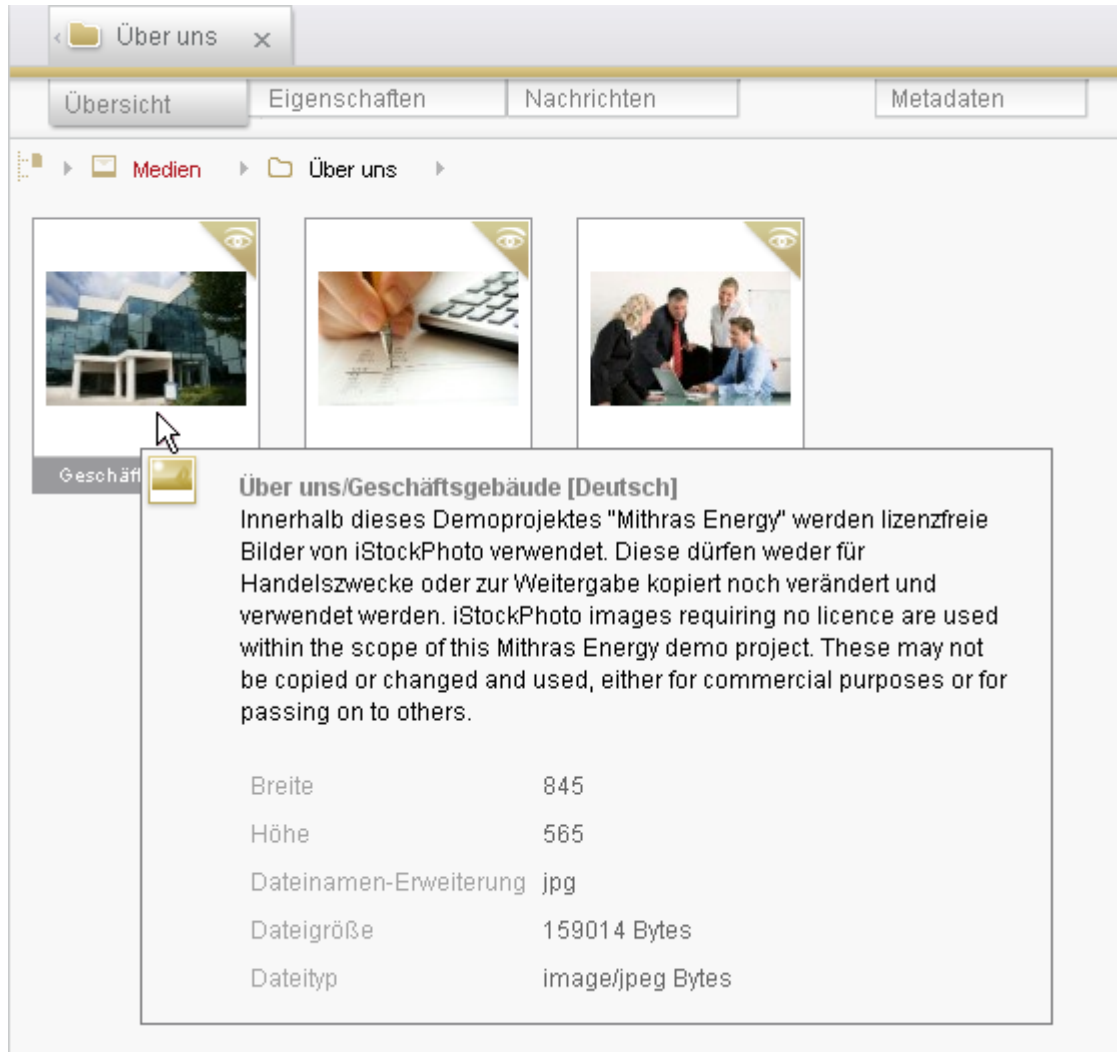 Über uns
Übersicht Eigenschaften Nachrichten Metadaten
Medien Über uns
Geschäf
Über uns/Geschäftsgebäude [Deutsch]
Innerhalb dieses Demoprojektes "Mithras Energy" werden lizenzfreie
Bilder von iStockPhoto verwendet. Diese dürfen weder für
Handelszwecke oder zur Weitergabe kopiert noch verändert und
verwendet werden. iStockPhoto images requiring no licence are used
within the scope of this Mithras Energy demo project. These may not
be copied or changed and used, either for commercial purposes or for
passing on to others.
Breite 845
Höhe 565
Dateinamen-Erweiterung jpg
Dateigröße 159014 Bytes
Dateityp image/jpeg Bytes